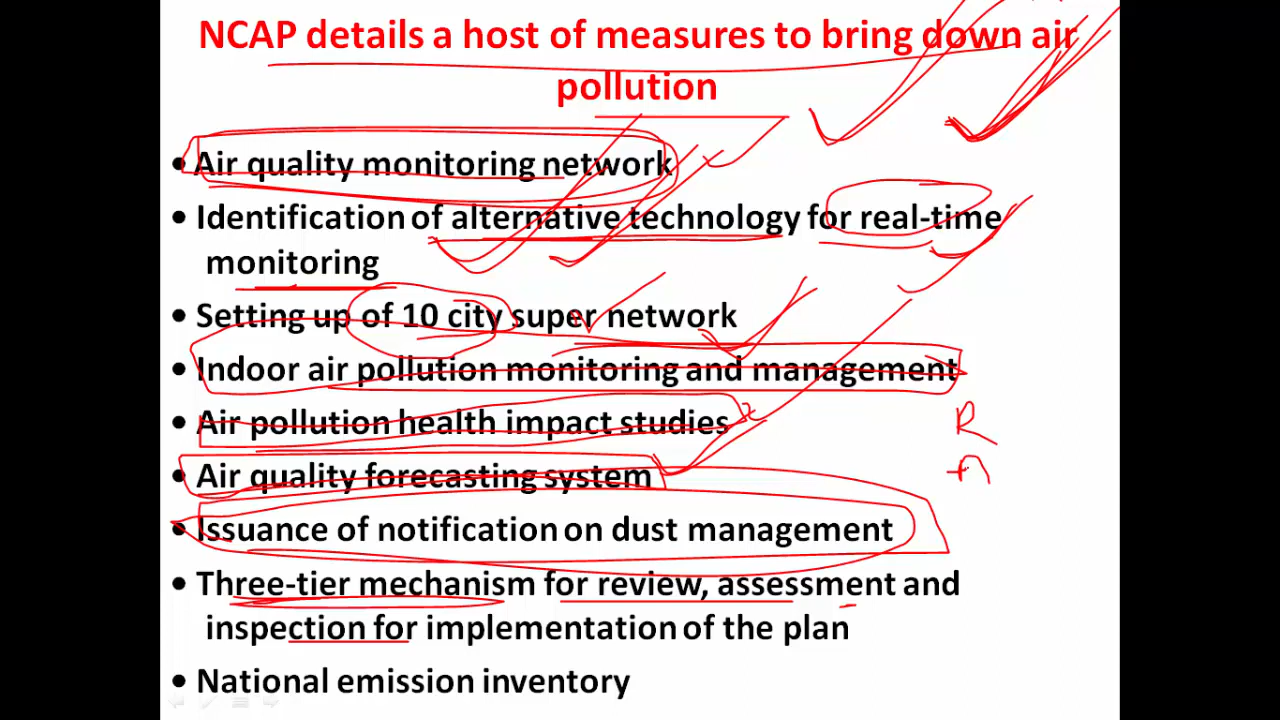 NCAP details a host of measures to bring down air
pollution
• Air quality monitoring network
• Identification of alternative technology for real-time
monitoring
• Setting up of 10 city super network
• Indoor air pollution monitoring and management
• Air pollution health impact studies
R
• Air quality forecasting system
• Issuance of notification on dust management
• Three-tier mechanism for review, assessment and
inspection for implementation of the plan
• National emission inventory